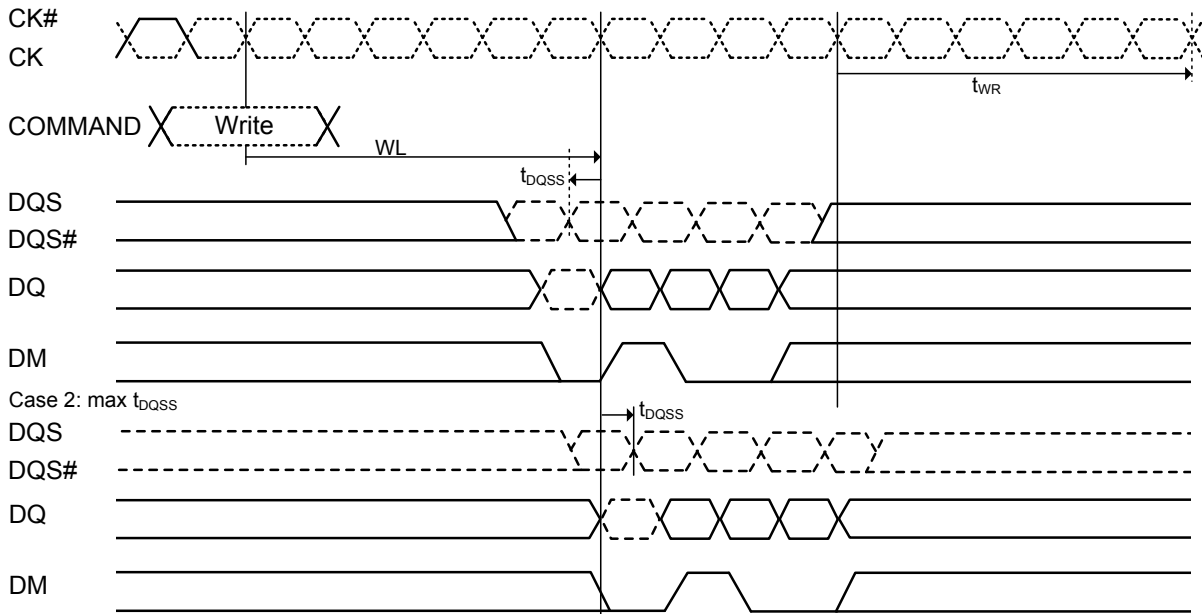 CK#
CK
tWR
COMMAND Write
WL
tDQSS
DQS
DQS#
DQ
DM
Case 2: max tDQSS
tDQSS
DQS
DQS#
DQ
DM